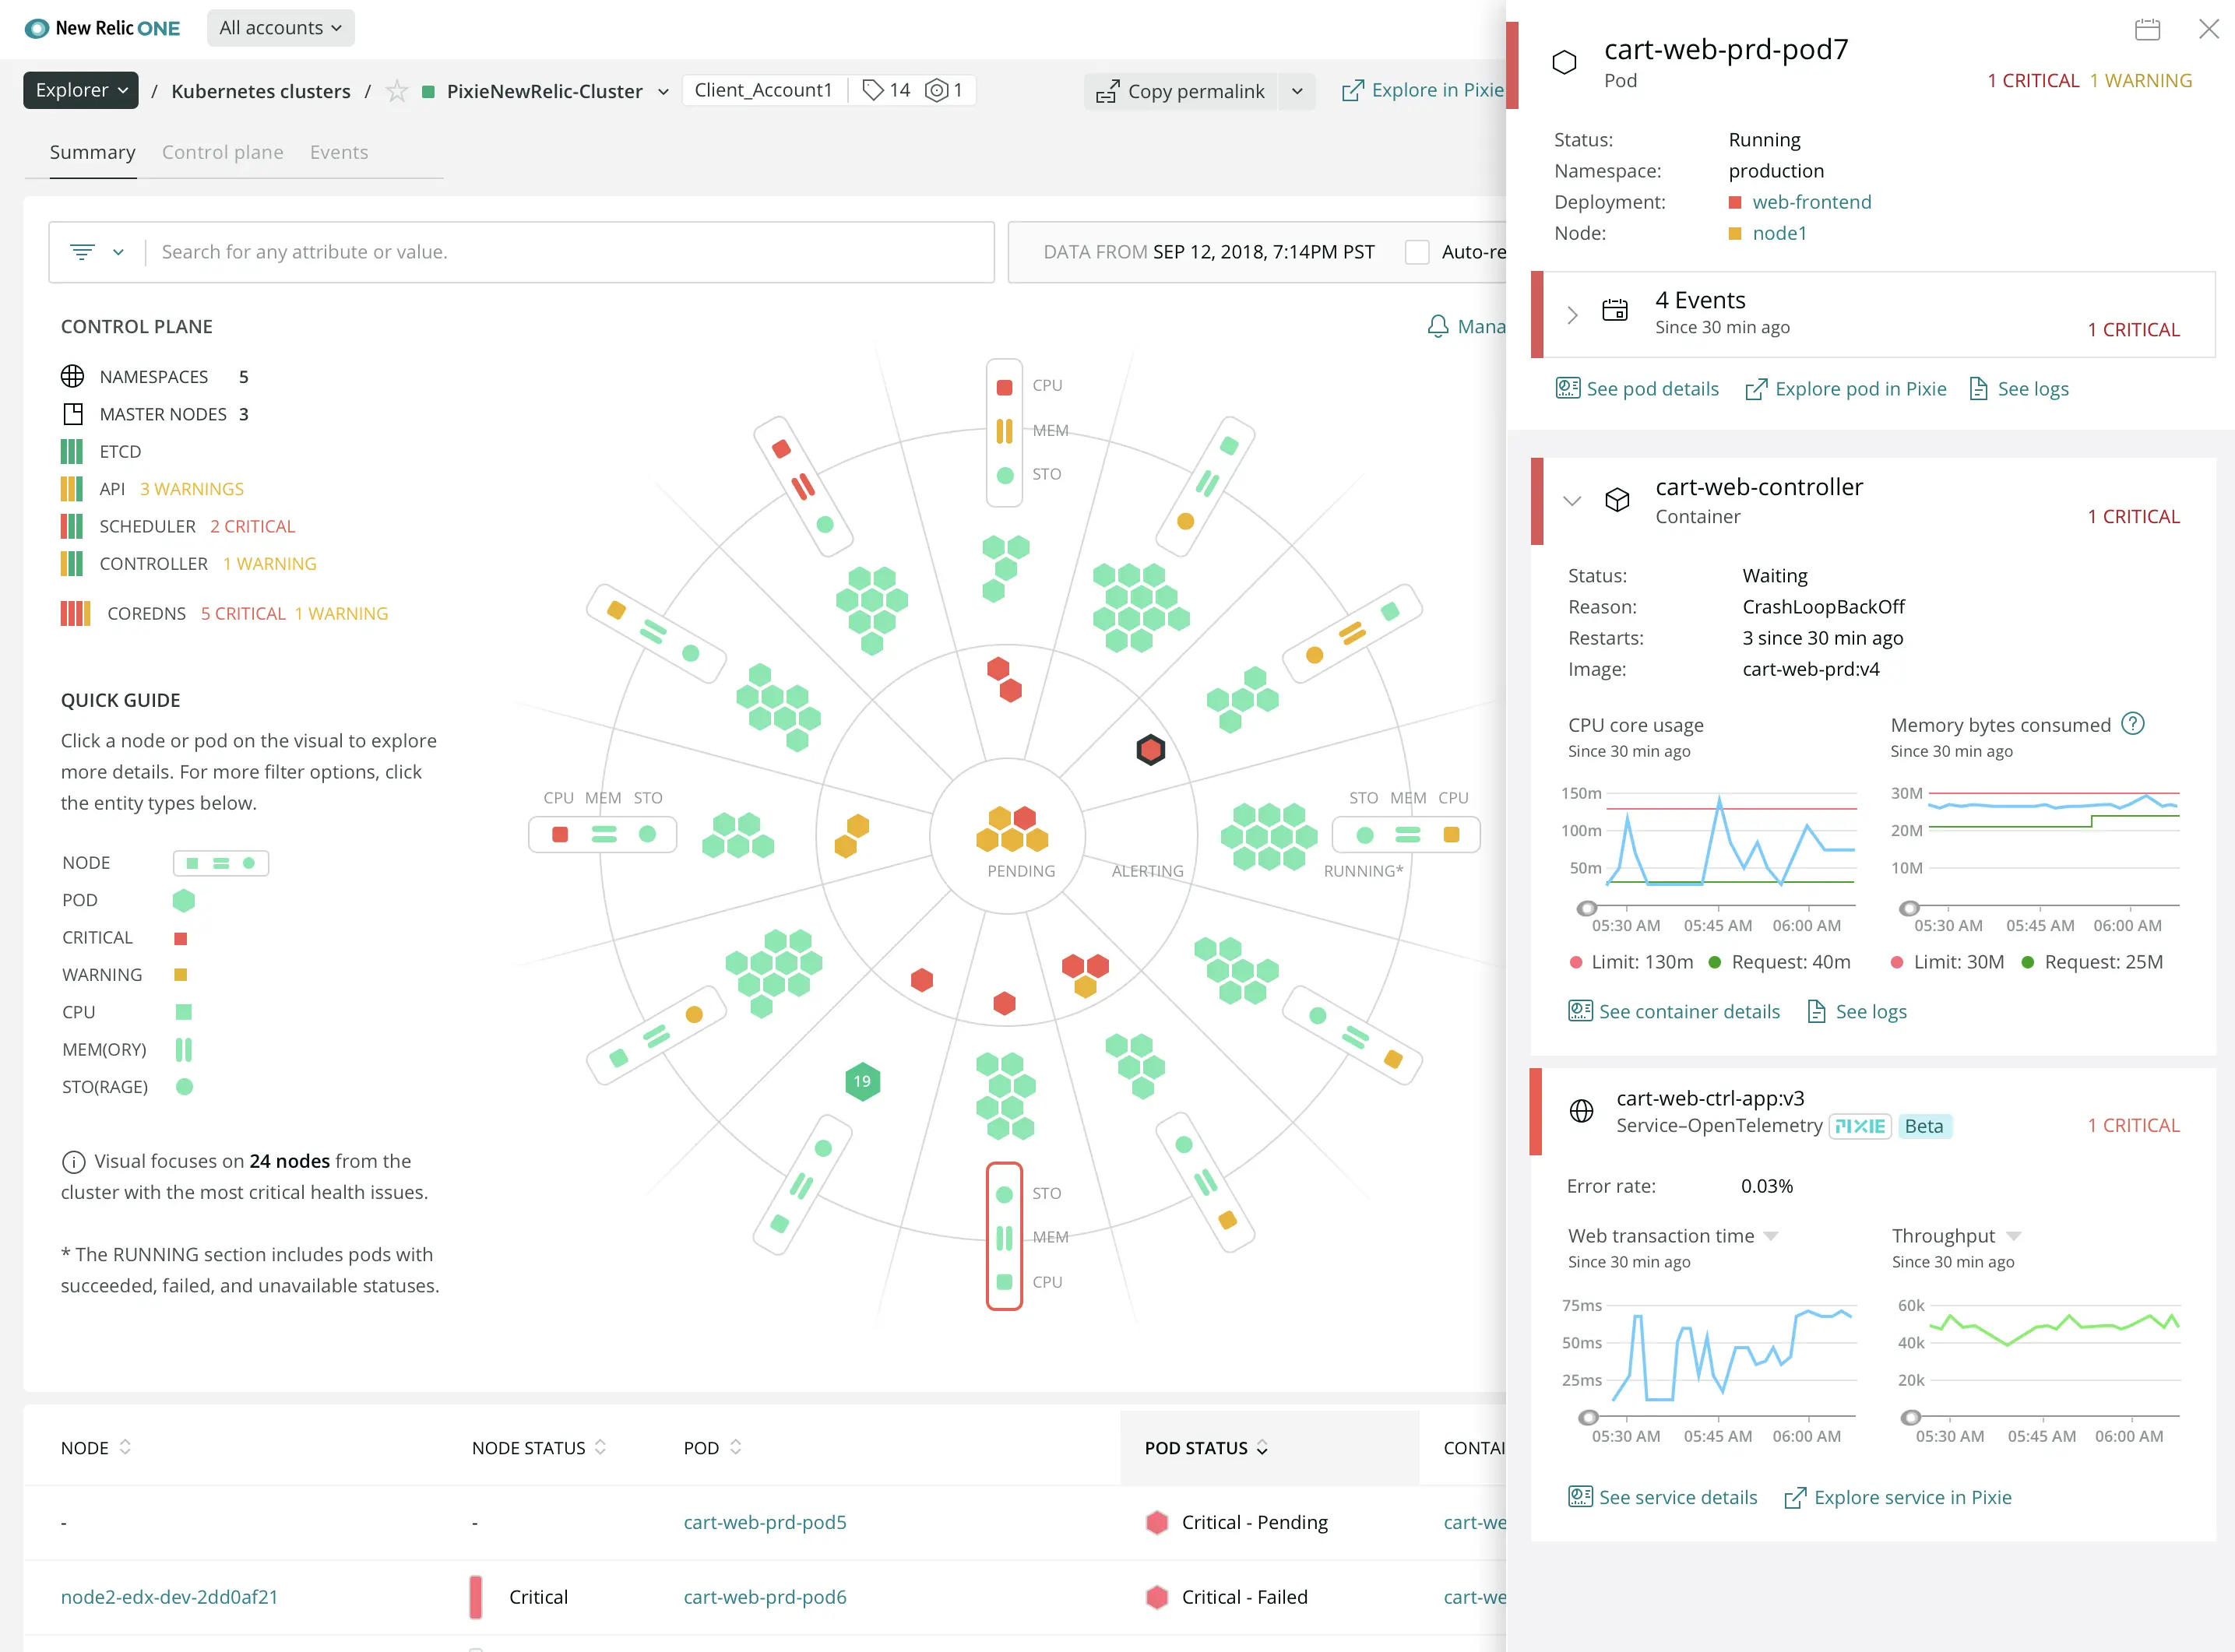 New Relic ONE
All accounts
Explorer / Kubernetes clusters / PixieNewRelic-Cluster Client_Account1 14 1
Copy permalink
Explore in Pixie
Summary Control plane Events
Search for any attribute or value.
DATA FROM SEP 12, 2018, 7:14PM PST
Auto-re
CONTROL PLANE
Mana
NAMESPACES 5
MASTER NODES 3
ETCD
API 3 WARNINGS
SCHEDULER 2 CRITICAL
CONTROLLER 1 WARNING
COREDNS 5 CRITICAL 1 WARNING
QUICK GUIDE
Click a node or pod on the visual to explore
more details. For more filter options, click
the entity types below.
NODE
POD
CRITICAL
WARNING
CPU
MEM(ORY)
STO(RAGE)
Visual focuses on 24 nodes from the
cluster with the most critical health issues.
* The RUNNING section includes pods with
succeeded, failed, and unavailable statuses.
CPU
MEM
STO
CPU MEM STO
STO MEM CPU
PENDING
ALERTING
RUNNING*
19
STO
MEM
CPU
NODE NODE STATUS POD POD STATUS CONTAI
- - cart-web-prd-pod5 Critical - Pending cart-we
node2-edx-dev-2dd0af21 Critical cart-web-prd-pod6 Critical - Failed cart-we
cart-web-prd-pod7
Pod
1 CRITICAL 1 WARNING
Status: Running
Namespace: production
Deployment: web-frontend
Node: node1
4 Events
Since 30 min ago
1 CRITICAL
See pod details Explore pod in Pixie See logs
cart-web-controller
Container
1 CRITICAL
Status: Waiting
Reason: CrashLoopBackOff
Restarts: 3 since 30 min ago
Image: cart-web-prd:v4
CPU core usage
Since 30 min ago
150m
100m
50m
05:30 AM 05:45 AM 06:00 AM
Limit: 130m Request: 40m
Memory bytes consumed ?
Since 30 min ago
30M
20M
10M
05:30 AM 05:45 AM 06:00 AM
Limit: 30M Request: 25M
See container details See logs
cart-web-ctrl-app:v3
Service–OpenTelemetry PIXIE Beta
1 CRITICAL
Error rate: 0.03%
Web transaction time
Since 30 min ago
75ms
50ms
25ms
05:30 AM 05:45 AM 06:00 AM
Throughput
Since 30 min ago
60k
40k
20k
05:30 AM 05:45 AM 06:00 AM
See service details Explore service in Pixie